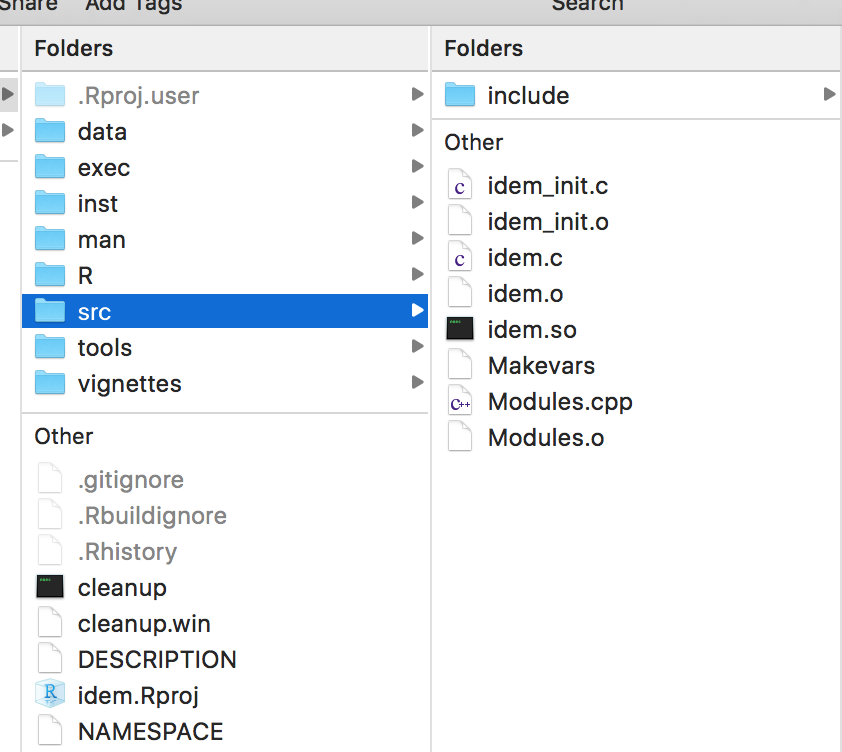 Share Add Tags Search
Folders
.Rproj.user
data
exec
inst
man
R
src
tools
vignettes
Other
.gitignore
.Rbuildignore
.Rhistory
cleanup
cleanup.win
DESCRIPTION
idem.Rproj
NAMESPACE
Folders
include
Other
idem_init.c
idem_init.o
idem.c
idem.o
idem.so
Makevars
Modules.cpp
Modules.o